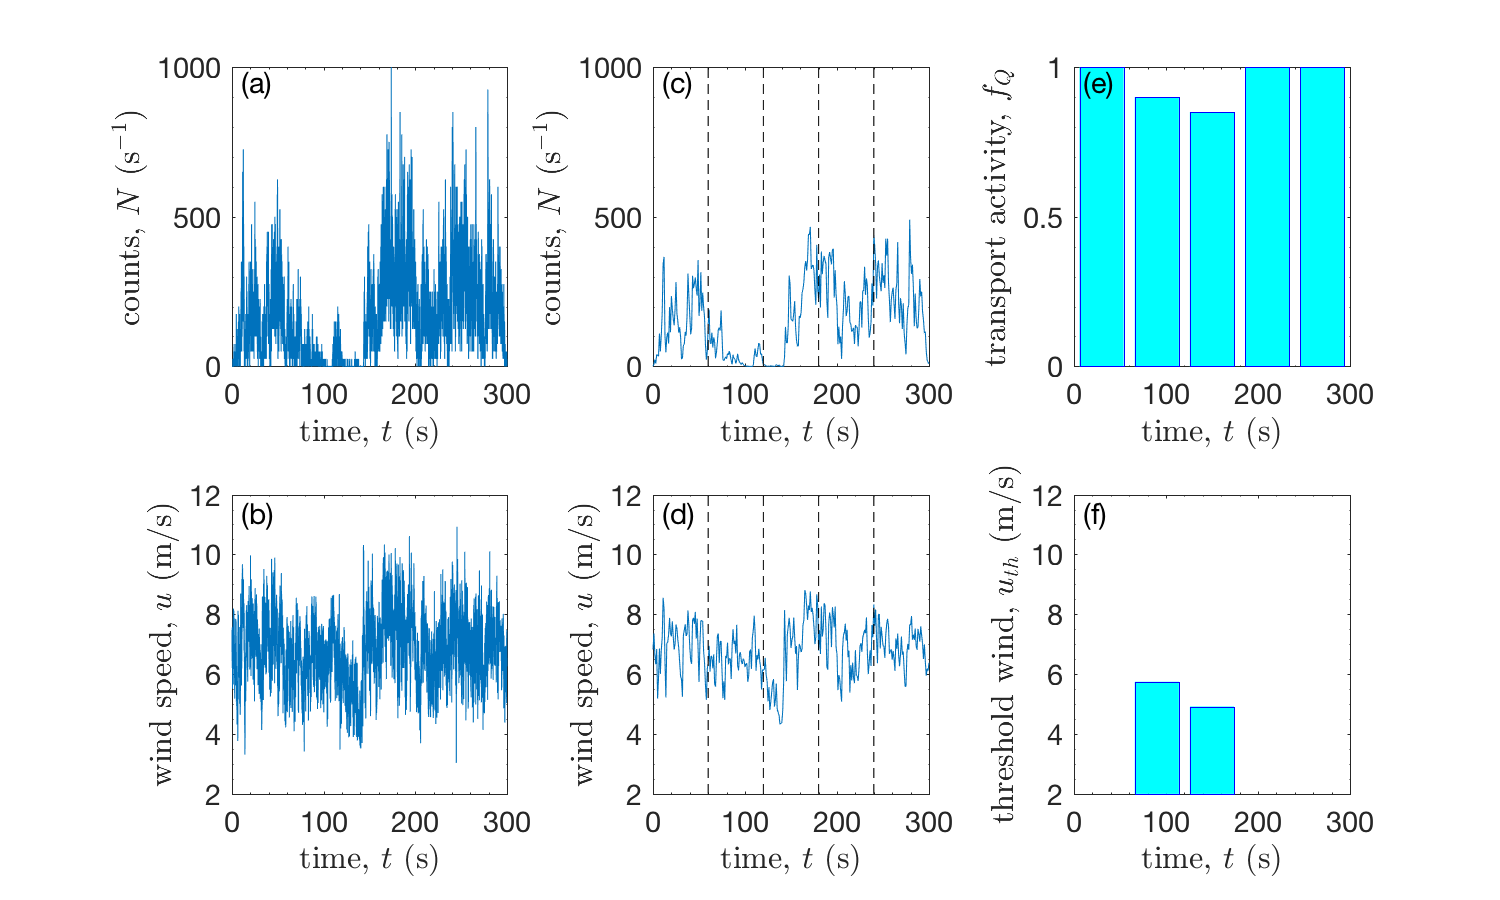 (a)
1000
500
0
counts, N (s⁻¹)
0 100 200 300
time, t (s)
(c)
1000
500
0
counts, N (s⁻¹)
0 100 200 300
time, t (s)
(e)
1
0.5
0
transport activity, f_Q
0 100 200 300
time, t (s)
(b)
12
10
8
6
4
2
wind speed, u (m/s)
0 100 200 300
time, t (s)
(d)
12
10
8
6
4
2
wind speed, u (m/s)
0 100 200 300
time, t (s)
(f)
12
10
8
6
4
2
threshold wind, u_th (m/s)
0 100 200 300
time, t (s)